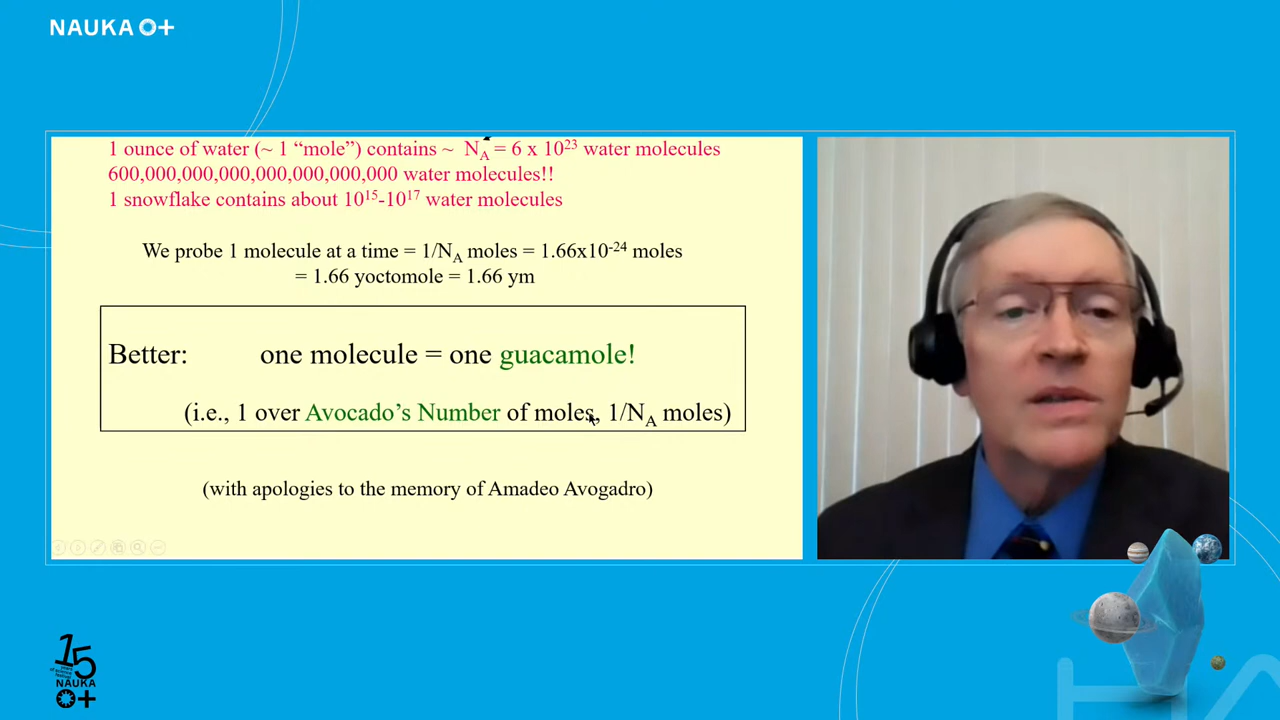 NAUKA 0+
1 ounce of water (~ 1 “mole”) contains ~ NA = 6 x 10²³ water molecules
600,000,000,000,000,000,000,000 water molecules!!
1 snowflake contains about 10¹⁵-10¹⁷ water molecules
We probe 1 molecule at a time = 1/NA moles = 1.66x10⁻²⁴ moles
= 1.66 yoctomole = 1.66 ym
Better: one molecule = one guacamole!
(i.e., 1 over Avocado’s Number of moles, 1/NA moles)
(with apologies to the memory of Amadeo Avogadro)
15
NAUKA
0+